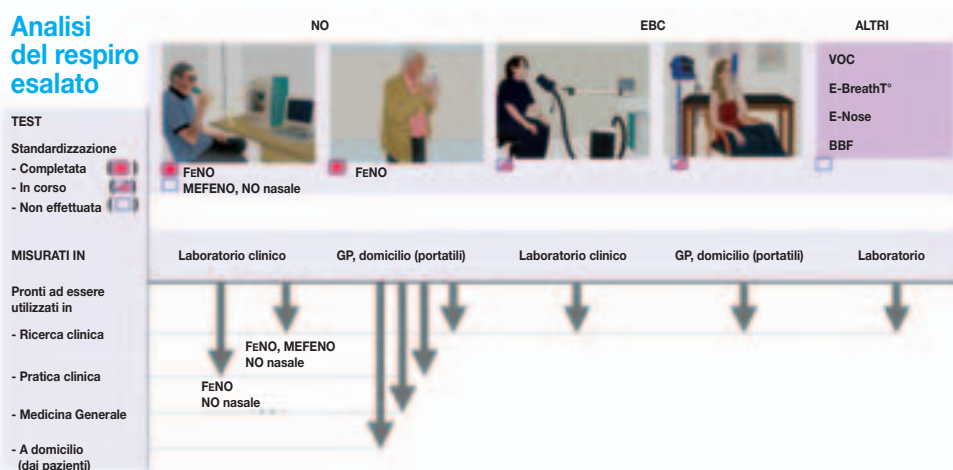 Analisi
del respiro
esalato
NO
EBC
ALTRI
VOC
E-BreathT°
E-Nose
BBF
TEST
Standardizzazione
- Completata
- In corso
- Non effettuata
FENO
MEFENO, NO nasale
FENO
MISURATI IN
Laboratorio clinico
GP, domicilio (portatili)
Laboratorio clinico
GP, domicilio (portatili)
Laboratorio
Pronti ad essere
utilizzati in
- Ricerca clinica
FENO, MEFENO
NO nasale
- Pratica clinica
FENO
NO nasale
- Medicina Generale
- A domicilio
(dai pazienti)